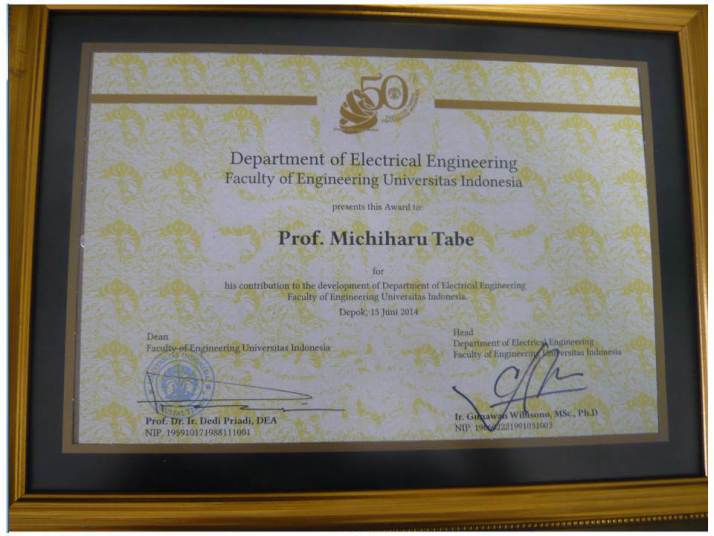 50
Department of Electrical Engineering
Faculty of Engineering Universitas Indonesia
presents this Award to:
Prof. Michiharu Tabe
for
his contribution to the development of Department of Electrical Engineering
Faculty of Engineering Universitas Indonesia.
Depok, 15 Juni 2014
Dean
Faculty of Engineering Universitas Indonesia
Prof. Dr. Ir. Dedi Priadi, DEA
NIP. 195910171988111001
Head
Department of Electrical Engineering
Faculty of Engineering Universitas Indonesia
Ir. Gunawan Wibisono, MSc., Ph.D
NIP.